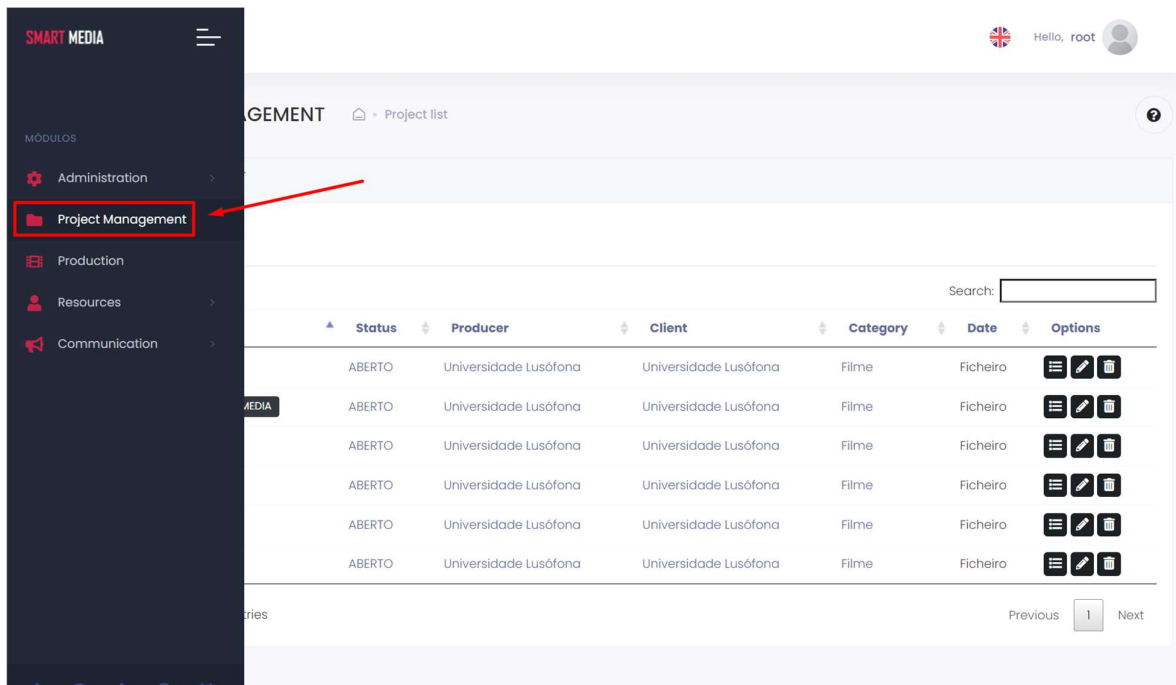 SMART MEDIA
Hello, root
AGEMENT
Project list
MÓDULOS
Administration
Project Management
Production
Resources
Communication
Search:
Status Producer Client Category Date Options
ABERTO Universidade Lusófona Universidade Lusófona Filme Ficheiro
MEDIA ABERTO Universidade Lusófona Universidade Lusófona Filme Ficheiro
ABERTO Universidade Lusófona Universidade Lusófona Filme Ficheiro
ABERTO Universidade Lusófona Universidade Lusófona Filme Ficheiro
ABERTO Universidade Lusófona Universidade Lusófona Filme Ficheiro
ABERTO Universidade Lusófona Universidade Lusófona Filme Ficheiro
tries
Previous 1 Next